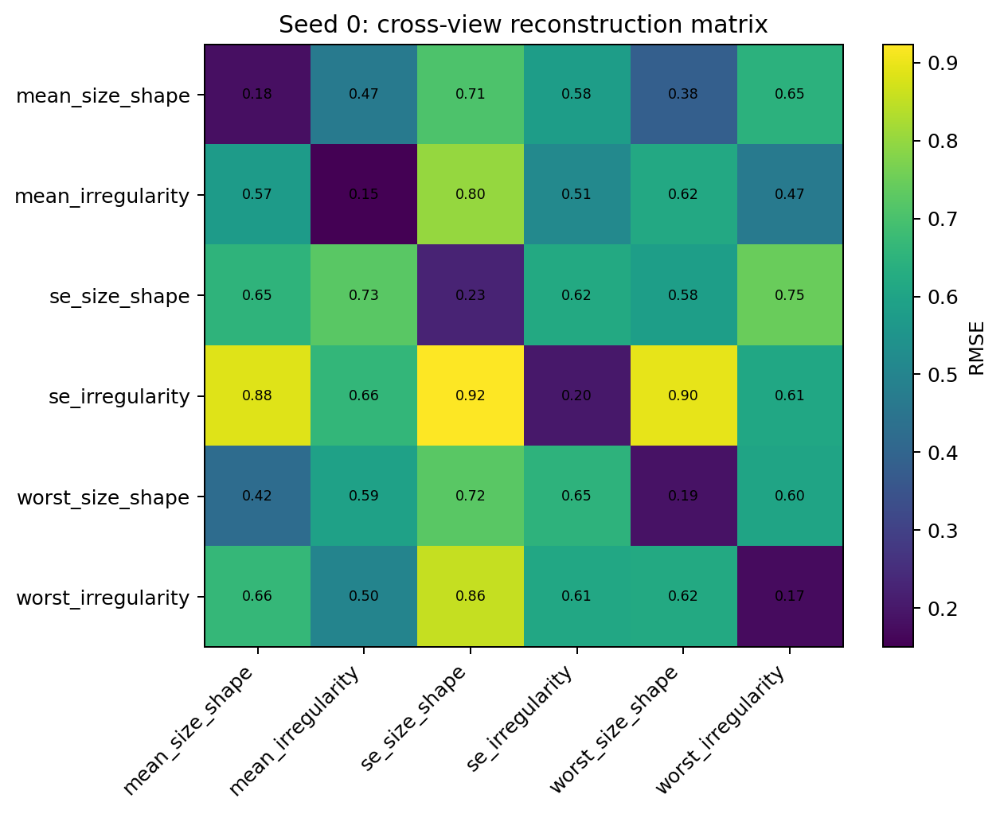 Seed 0: cross-view reconstruction matrix
mean_size_shape 0.18 0.47 0.71 0.58 0.38 0.65
mean_irregularity 0.57 0.15 0.80 0.51 0.62 0.47
se_size_shape 0.65 0.73 0.23 0.62 0.58 0.75
se_irregularity 0.88 0.66 0.92 0.20 0.90 0.61
worst_size_shape 0.42 0.59 0.72 0.65 0.19 0.60
worst_irregularity 0.66 0.50 0.86 0.61 0.62 0.17
mean_size_shape
mean_irregularity
se_size_shape
se_irregularity
worst_size_shape
worst_irregularity
0.9
0.8
0.7
0.6
0.5
0.4
0.3
0.2
RMSE